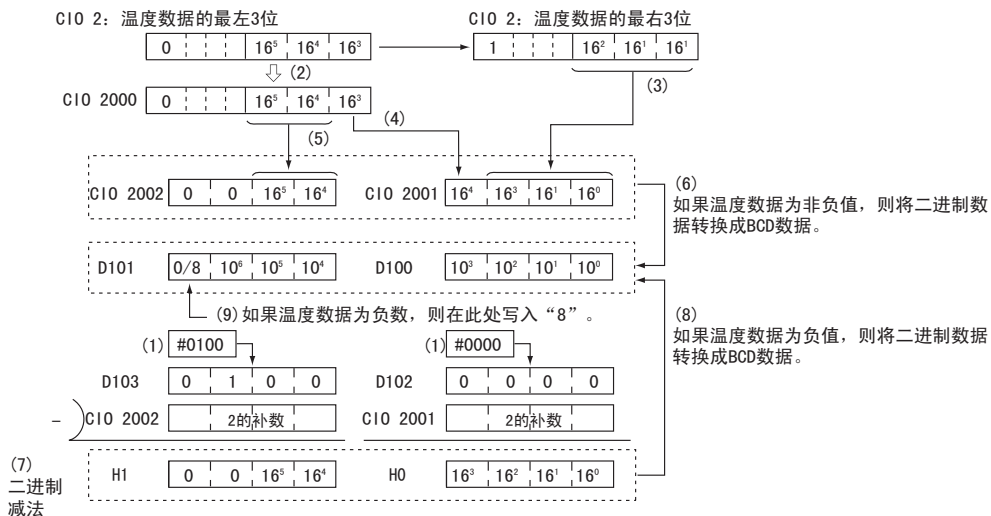 CIO 2：温度数据的最左3位 CIO 2：温度数据的最右3位
0 16⁵ 16⁴ 16³ 1 16² 16¹ 16¹
(2) (3)
CIO 2000 0 16⁵ 16⁴ 16³
(4)
(5)
CIO 2002 0 0 16⁵ 16⁴ CIO 2001 16⁴ 16³ 16¹ 16⁰
(6)
如果温度数据为非负值，则将二进制数
据转换成BCD数据。
D101 0/8 10⁶ 10⁵ 10⁴ D100 10³ 10² 10¹ 10⁰
(9)如果温度数据为负数，则在此处写入“8”。
(8)
如果温度数据为负值，则将二进制数据
转换成BCD数据。
(1) #0100 (1) #0000
D103 0 1 0 0 D102 0 0 0 0
- CIO 2002 2的补数 CIO 2001 2的补数
(7)
二进制
减法
H1 0 0 16⁵ 16⁴ H0 16³ 16² 16¹ 16⁰